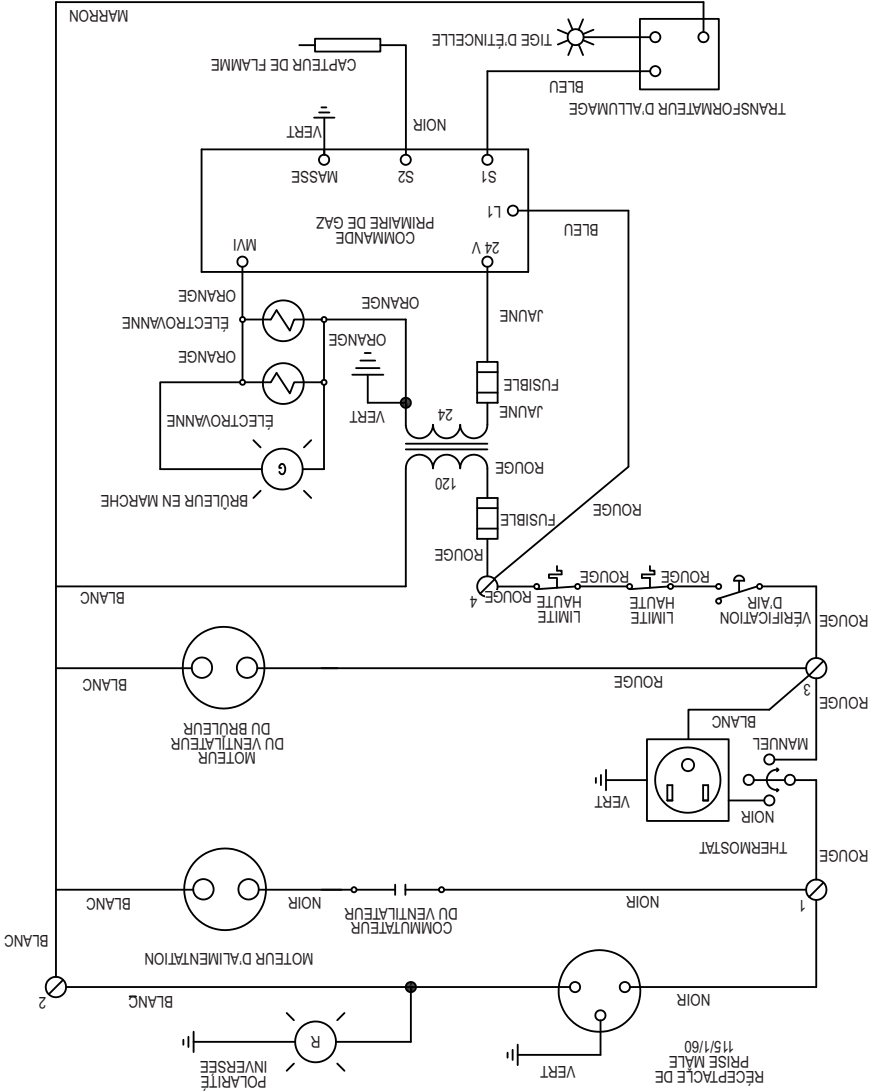 RÉCEPTACLE DE
PRISE MÂLE
115/1/60
VERT
POLARITÉ
INVERSÉE
R
NOIR
BLANC
2
BLANC
MOTEUR D'ALIMENTATION
1
NOIR
COMMUTATEUR
DU VENTILATEUR
NOIR
BLANC
ROUGE
THERMOSTAT
NOIR
VERT
MANUEL
BLANC
ROUGE
3
MOTEUR
DU VENTILATEUR
DU BRÛLEUR
ROUGE
BLANC
ROUGE
VÉRIFICATION
D'AIR
LIMITE
HAUTE
LIMITE
HAUTE
ROUGE
ROUGE
ROUGE
4
BLANC
ROUGE
ROUGE
FUSIBLE
BRÛLEUR EN MARCHE
G
120
ROUGE
24
VERT
ÉLECTROVANNE
JAUNE
FUSIBLE
ORANGE
ORANGE
ÉLECTROVANNE
JAUNE
ORANGE
ORANGE
24 V
MVI
BLEU
L1
COMMANDE
PRIMAIRE DE GAZ
S1
S2
MASSE
NOIR
VERT
TRANSFORMATEUR D'ALLUMAGE
BLEU
CAPTEUR DE FLAMME
TIGE D'ÉTINCELLE
MARRON